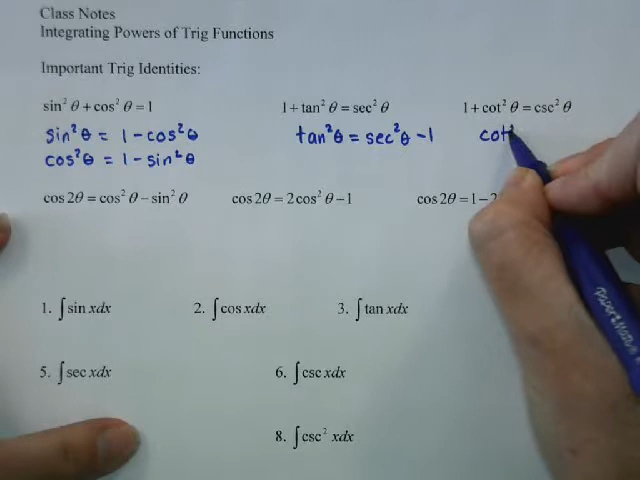 Class Notes
Integrating Powers of Trig Functions
Important Trig Identities:
sin² θ + cos² θ = 1    1 + tan² θ = sec² θ    1 + cot² θ = csc² θ
sin²θ = 1 - cos²θ    tan²θ = sec²θ - 1    cot
cos²θ = 1 - sin²θ
cos 2θ = cos² θ − sin² θ    cos 2θ = 2cos² θ − 1    cos 2θ = 1 − 2
1. ∫ sin xdx    2. ∫ cos xdx    3. ∫ tan xdx
5. ∫ sec xdx    6. ∫ csc xdx
8. ∫ csc² xdx